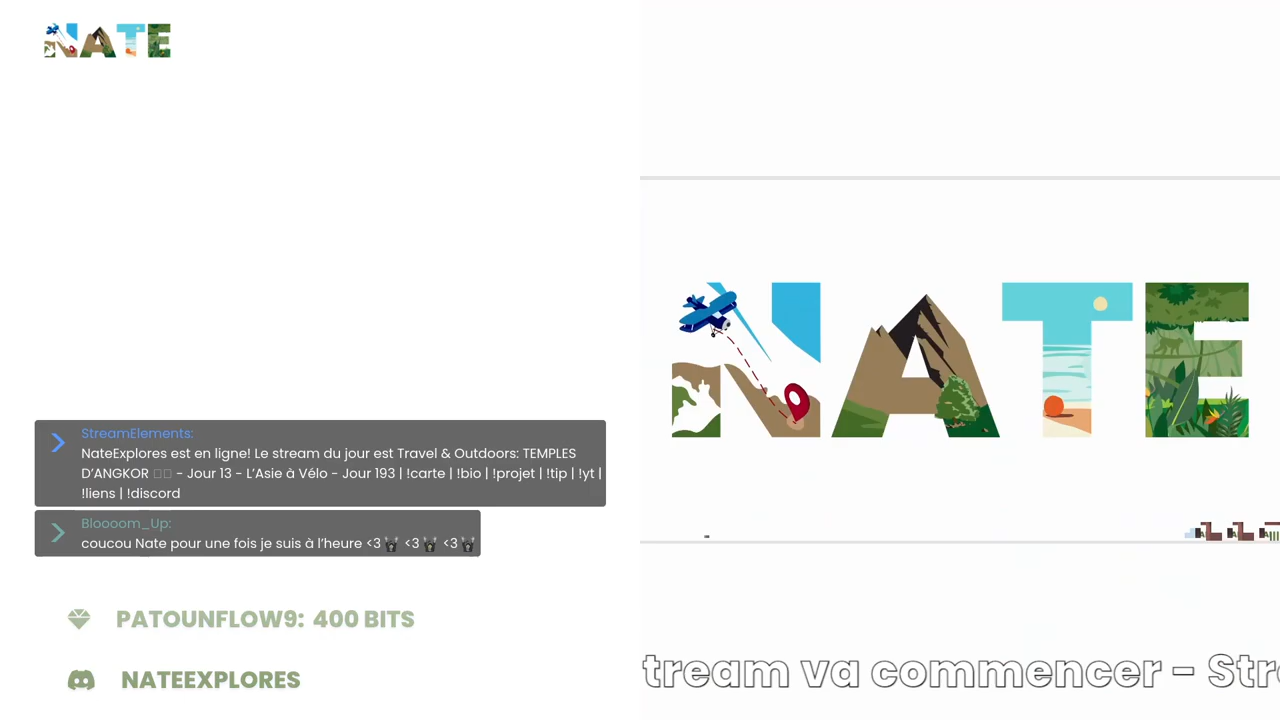 NATE
StreamElements:
NateExplores est en ligne! Le stream du jour est Travel & Outdoors: TEMPLES
D’ANGKOR - Jour 13 - L’Asie à Vélo - Jour 193 | !carte | !bio | !projet | !tip | !yt |
!liens | !discord
Bloooom_Up:
coucou Nate pour une fois je suis à l’heure <3 <3 <3
PATOUNFLOW9: 400 BITS
NATEEXPLORES
NATE
tream va commencer - Str